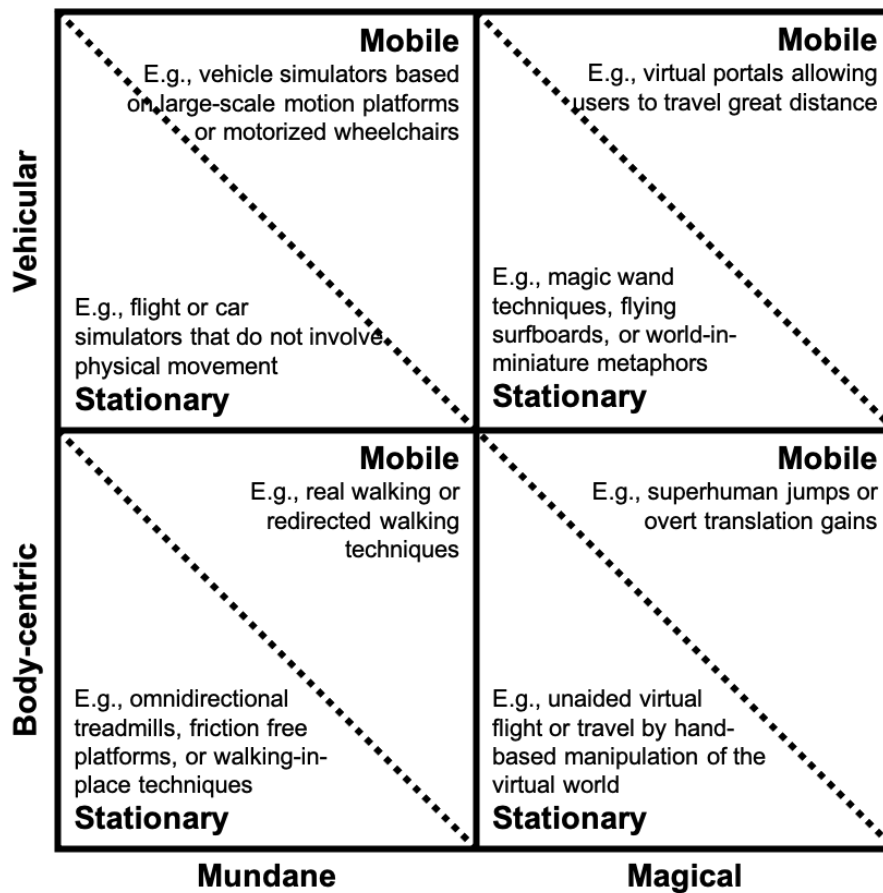 Vehicular
Mobile
E.g., vehicle simulators based
on large-scale motion platforms
or motorized wheelchairs
E.g., flight or car
simulators that do not involve
physical movement
Stationary
Mobile
E.g., virtual portals allowing
users to travel great distance
E.g., magic wand
techniques, flying
surfboards, or world-in-
miniature metaphors
Stationary
Body-centric
Mobile
E.g., real walking or
redirected walking
techniques
E.g., omnidirectional
treadmills, friction free
platforms, or walking-in-
place techniques
Stationary
Mobile
E.g., superhuman jumps or
overt translation gains
E.g., unaided virtual
flight or travel by hand-
based manipulation of the
virtual world
Stationary
Mundane
Magical